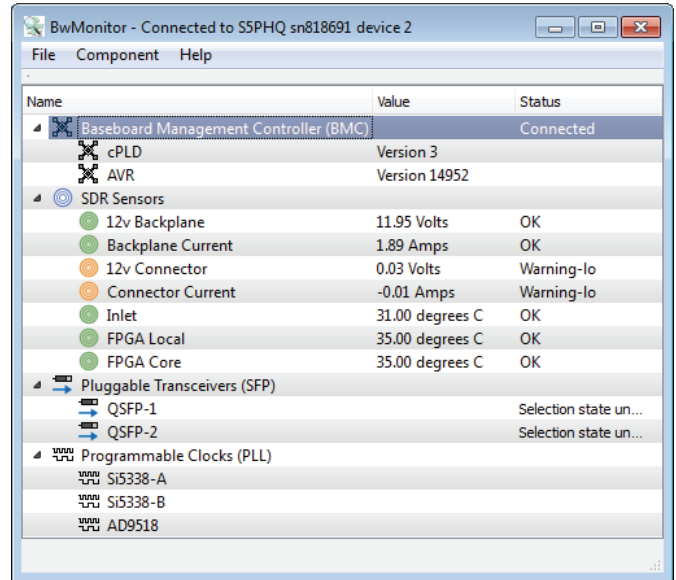 BwMonitor - Connected to S5PHQ sn818691 device 2
File Component Help
Name Value Status
Baseboard Management Controller (BMC) Connected
cPLD Version 3
AVR Version 14952
SDR Sensors
12v Backplane 11.95 Volts OK
Backplane Current 1.89 Amps OK
12v Connector 0.03 Volts Warning-lo
Connector Current -0.01 Amps Warning-lo
Inlet 31.00 degrees C OK
FPGA Local 35.00 degrees C OK
FPGA Core 35.00 degrees C OK
Pluggable Transceivers (SFP)
QSFP-1 Selection state un...
QSFP-2 Selection state un...
Programmable Clocks (PLL)
Si5338-A
Si5338-B
AD9518